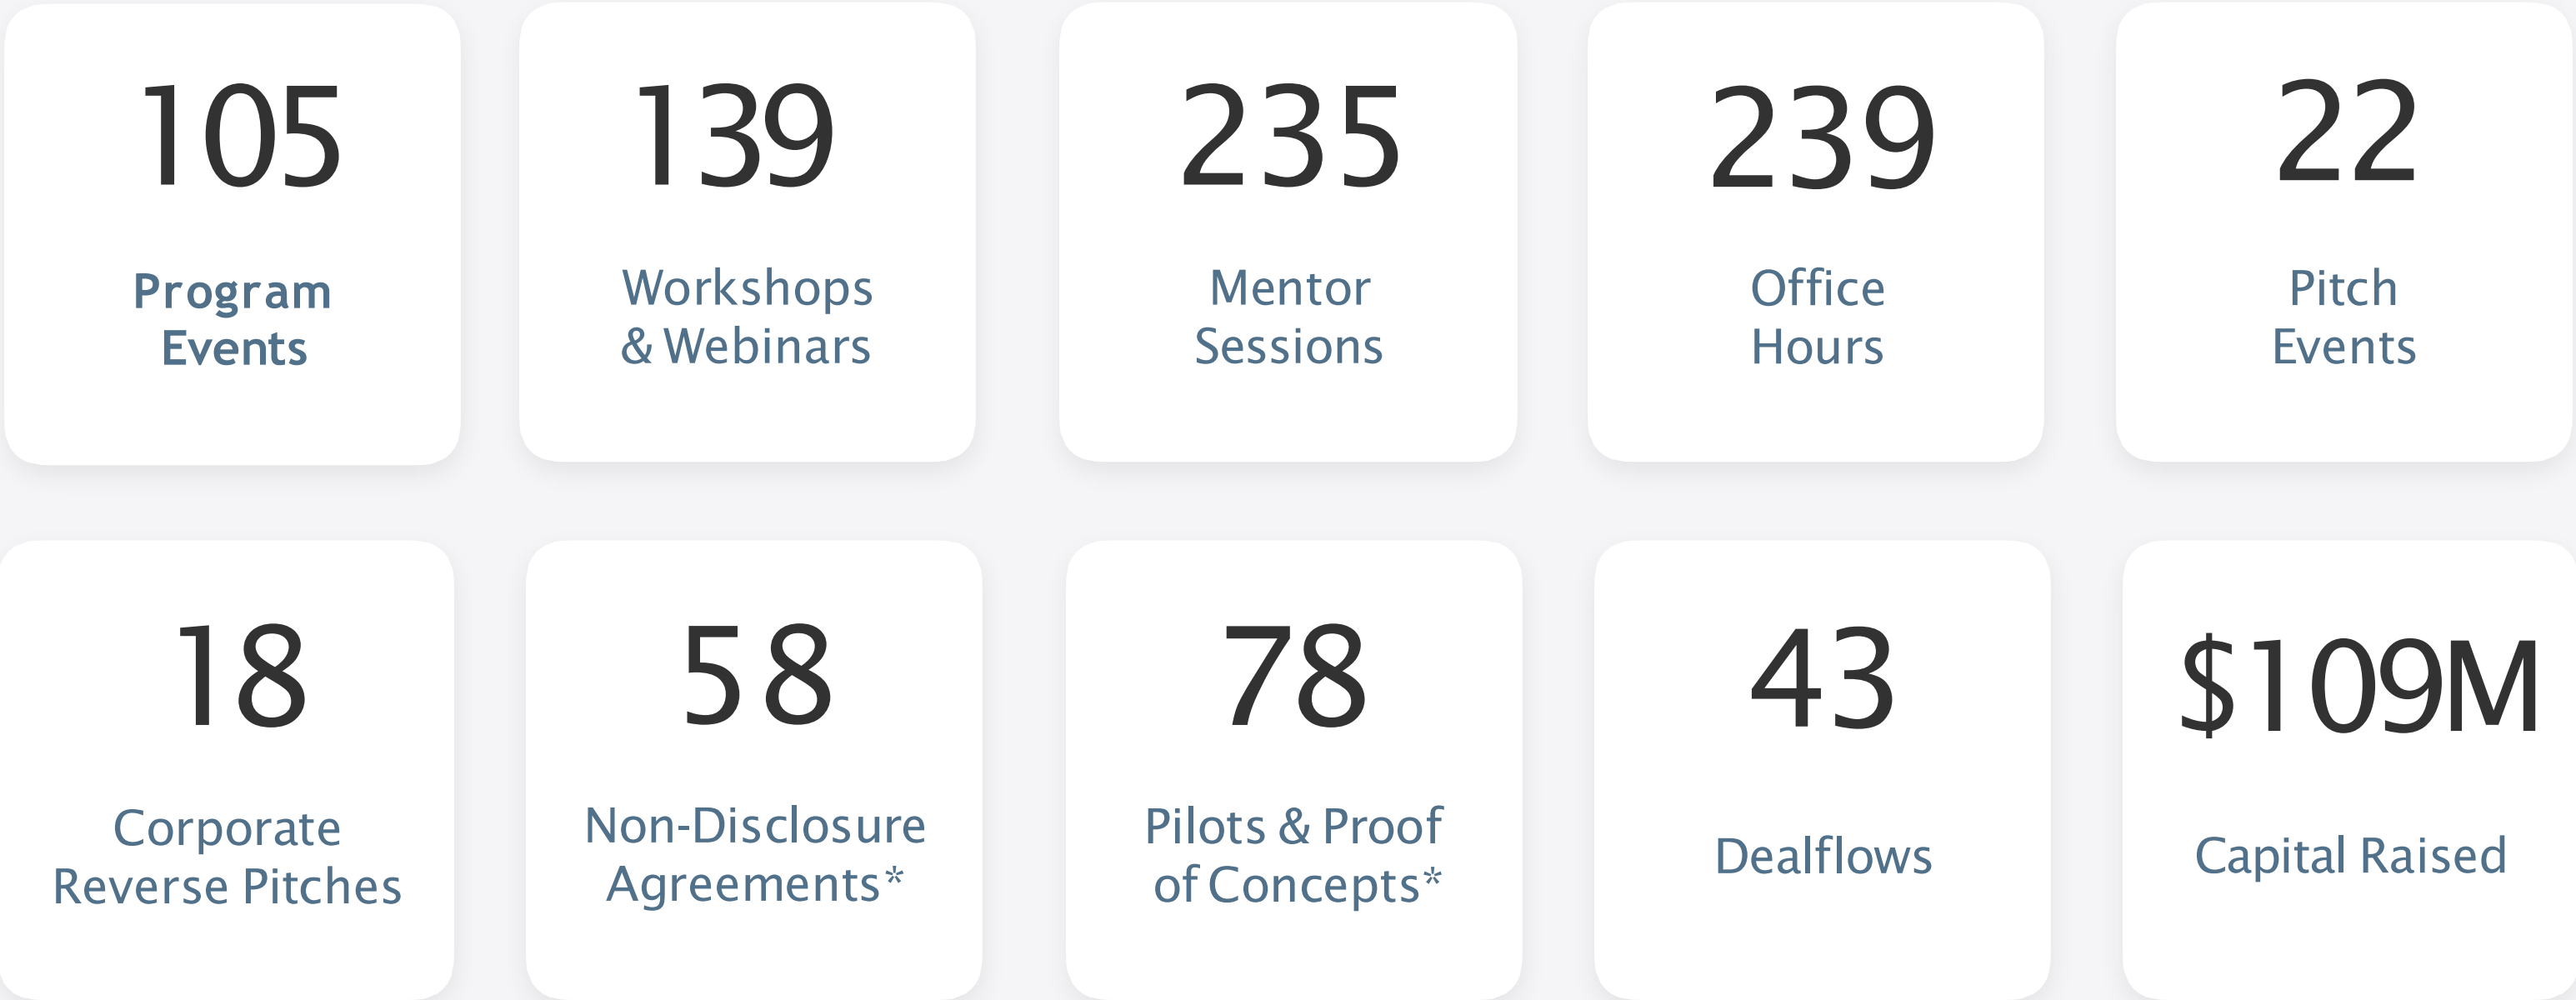 105
Program
Events
139
Workshops
& Webinars
235
Mentor
Sessions
239
Office
Hours
22
Pitch
Events
18
Corporate
Reverse Pitches
58
Non-Disclosure
Agreements*
78
Pilots & Proof
of Concepts*
43
Dealflows
$109M
Capital Raised